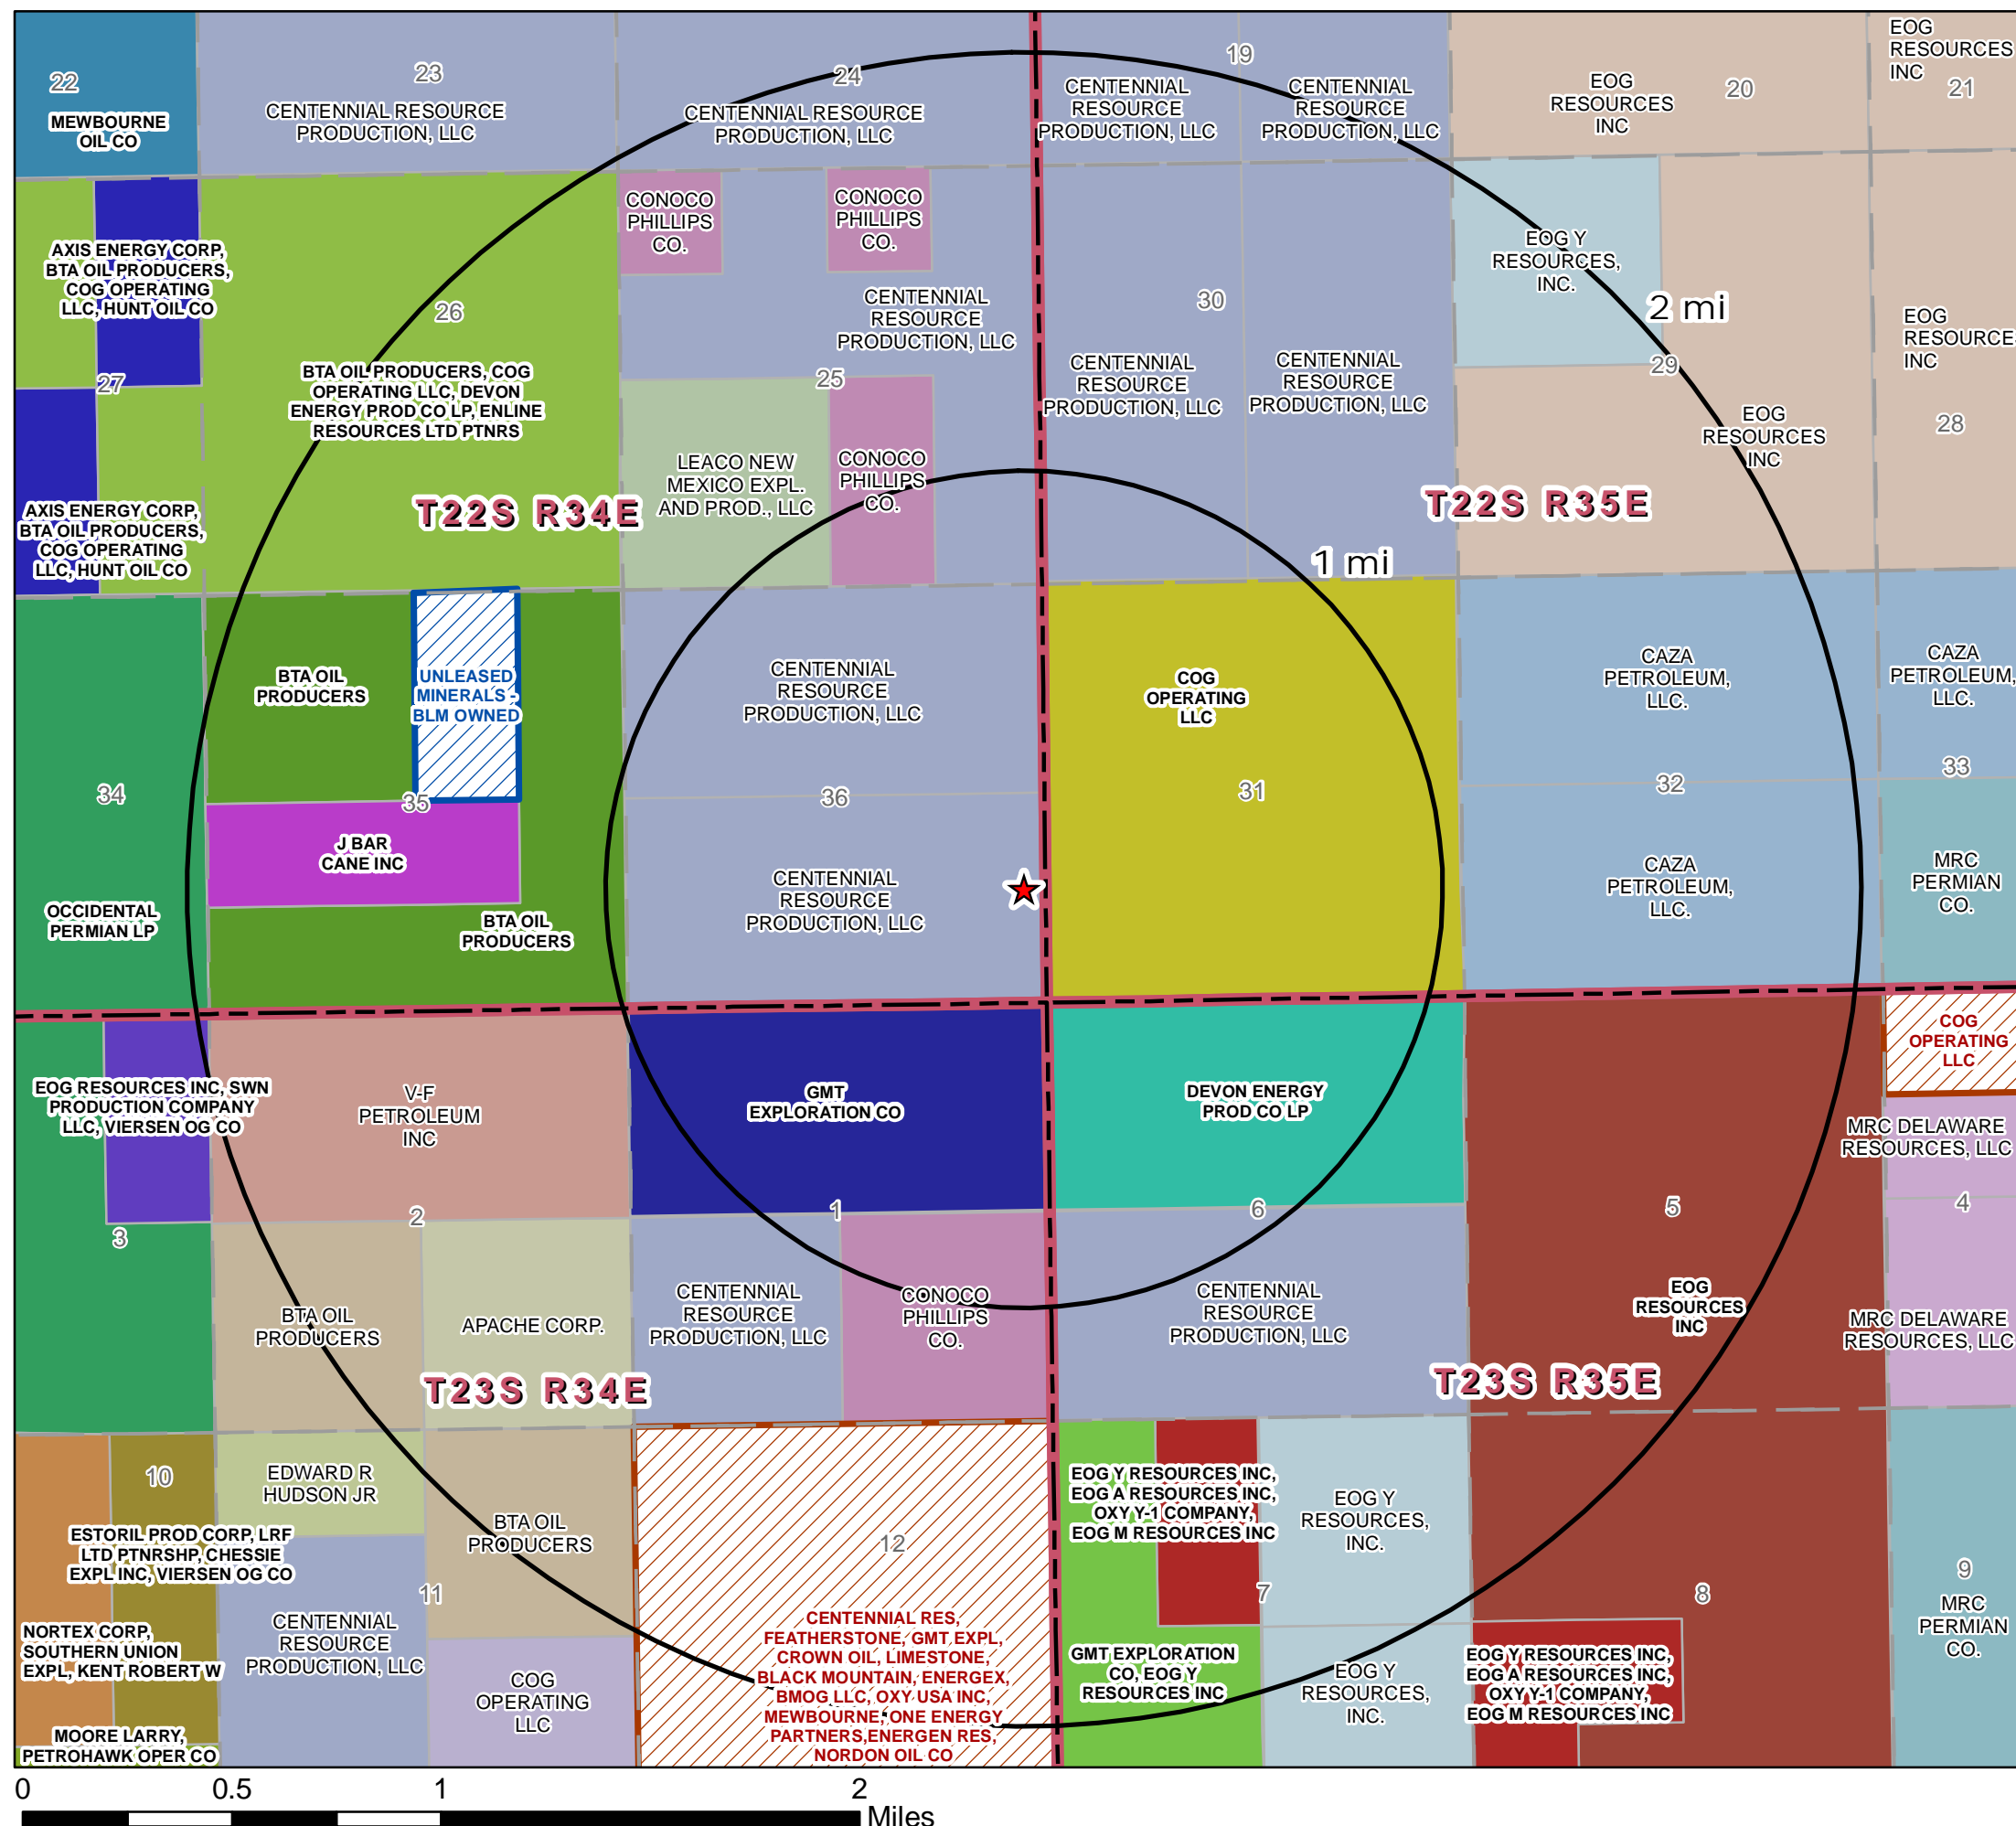 22
MEWBOURNE
OIL CO
23
CENTENNIAL RESOURCE
PRODUCTION, LLC
24
CENTENNIAL RESOURCE
PRODUCTION, LLC
19
CENTENNIAL
RESOURCE
PRODUCTION, LLC
CENTENNIAL
RESOURCE
PRODUCTION, LLC
EOG
RESOURCES
INC
20
EOG
RESOURCES
INC
21
AXIS ENERGY CORP,
BTA OIL PRODUCERS,
COG OPERATING
LLC, HUNT OIL CO
27
AXIS ENERGY CORP,
BTA OIL PRODUCERS,
COG OPERATING
LLC, HUNT OIL CO
26
BTA OIL PRODUCERS, COG
OPERATING LLC, DEVON
ENERGY PROD CO LP, ENLINE
RESOURCES LTD PTNRS
T22S R34E
CONOCO
PHILLIPS
CO.
CONOCO
PHILLIPS
CO.
CENTENNIAL
RESOURCE
PRODUCTION, LLC
25
LEACO NEW
MEXICO EXPL.
AND PROD., LLC
CONOCO
PHILLIPS
CO.
30
CENTENNIAL
RESOURCE
PRODUCTION, LLC
CENTENNIAL
RESOURCE
PRODUCTION, LLC
EOG Y
RESOURCES,
INC.
2 mi
29
EOG
RESOURCES
INC
EOG
RESOURCE
INC
28
T22S R35E
1 mi
34
OCCIDENTAL
PERMIAN LP
BTA OIL
PRODUCERS
UNLEASED
MINERALS -
BLM OWNED
35
J BAR
CANE INC
BTA OIL
PRODUCERS
CENTENNIAL
RESOURCE
PRODUCTION, LLC
36
CENTENNIAL
RESOURCE
PRODUCTION, LLC
COG
OPERATING
LLC
31
CAZA
PETROLEUM,
LLC.
32
CAZA
PETROLEUM,
LLC.
CAZA
PETROLEUM,
LLC.
33
MRC
PERMIAN
CO.
EOG RESOURCES INC, SWN
PRODUCTION COMPANY
LLC, VIERSEN OG CO
3
V-F
PETROLEUM
INC
2
BTA OIL
PRODUCERS
APACHE CORP.
T23S R34E
GMT
EXPLORATION CO
1
CENTENNIAL
RESOURCE
PRODUCTION, LLC
CONOCO
PHILLIPS
CO.
DEVON ENERGY
PROD CO LP
6
CENTENNIAL
RESOURCE
PRODUCTION, LLC
5
EOG
RESOURCES
INC
T23S R35E
COG
OPERATING
LLC
MRC DELAWARE
RESOURCES, LLC
4
MRC DELAWARE
RESOURCES, LLC
10
ESTORIL PROD CORP, LRF
LTD PTNRSHP, CHESSIE
EXPL INC, VIERSEN OG CO
NORTEX CORP,
SOUTHERN UNION
EXPL, KENT ROBERT W
MOORE LARRY,
PETROHAWK OPER CO
EDWARD R
HUDSON JR
BTA OIL
PRODUCERS
11
CENTENNIAL
RESOURCE
PRODUCTION, LLC
COG
OPERATING
LLC
12
CENTENNIAL RES,
FEATHERSTONE, GMT EXPL,
CROWN OIL, LIMESTONE,
BLACK MOUNTAIN, ENERGEX,
BMOG LLC, OXY USA INC,
MEWBOURNE, ONE ENERGY
PARTNERS,ENERGEN RES,
NORDON OIL CO
EOG Y RESOURCES INC,
EOG A RESOURCES INC,
OXY Y-1 COMPANY,
EOG M RESOURCES INC
EOG Y
RESOURCES,
INC.
7
GMT EXPLORATION
CO, EOG Y
RESOURCES INC
EOG Y
RESOURCES,
INC.
8
EOG Y RESOURCES INC,
EOG A RESOURCES INC,
OXY Y-1 COMPANY,
EOG M RESOURCES INC
9
MRC
PERMIAN
CO.
0 0.5 1 2
Miles